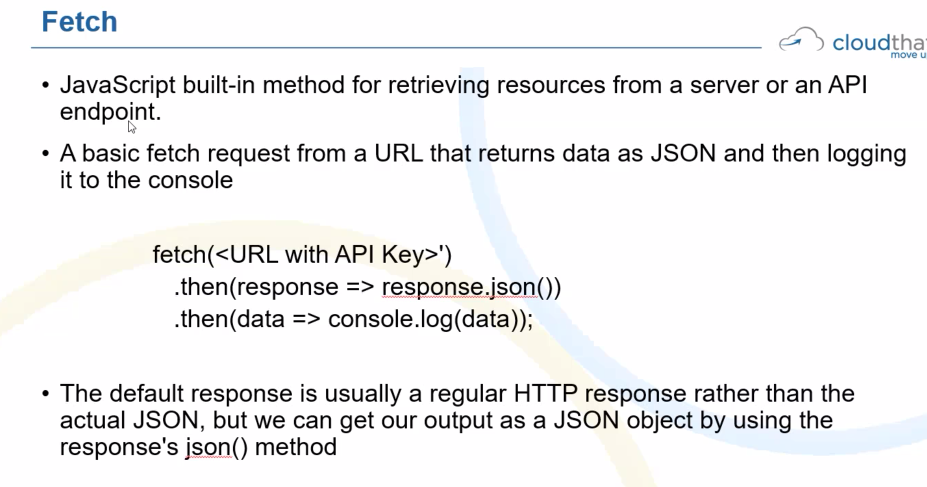 Fetch
cloudtha
move u
• JavaScript built-in method for retrieving resources from a server or an API
endpoint.
• A basic fetch request from a URL that returns data as JSON and then logging
it to the console
fetch(<URL with API Key>')
.then(response => response.json())
.then(data => console.log(data));
• The default response is usually a regular HTTP response rather than the
actual JSON, but we can get our output as a JSON object by using the
response's json() method